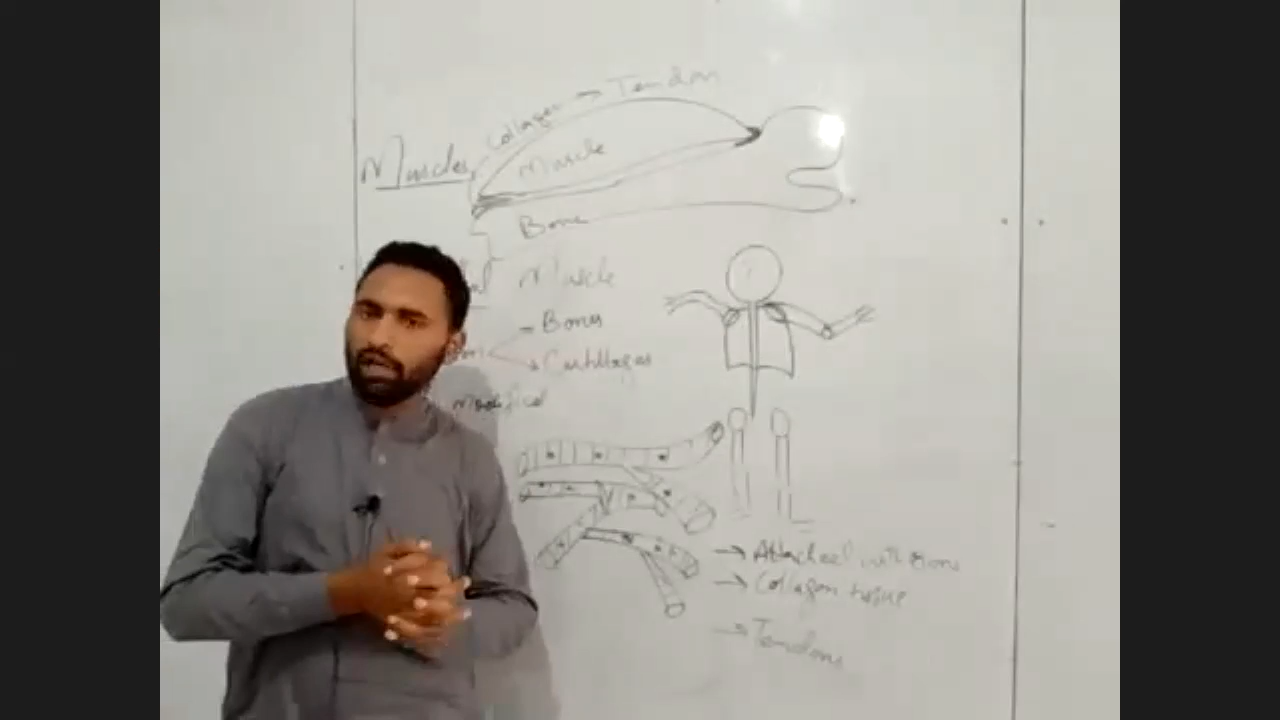 Collagen → Tendon
Muscles
Muscle
Bone
Muscle
→ Bones
→ Cartilages
Modified
→ Attached with Bone
→ Collagen tissue
→ Tendons